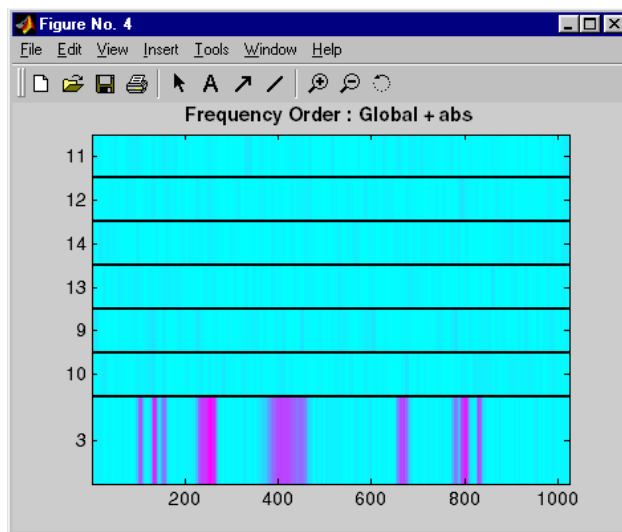 Figure No. 4
File Edit View Insert Tools Window Help
A
Frequency Order : Global + abs
11
12
14
13
9
10
3
200 400 600 800 1000